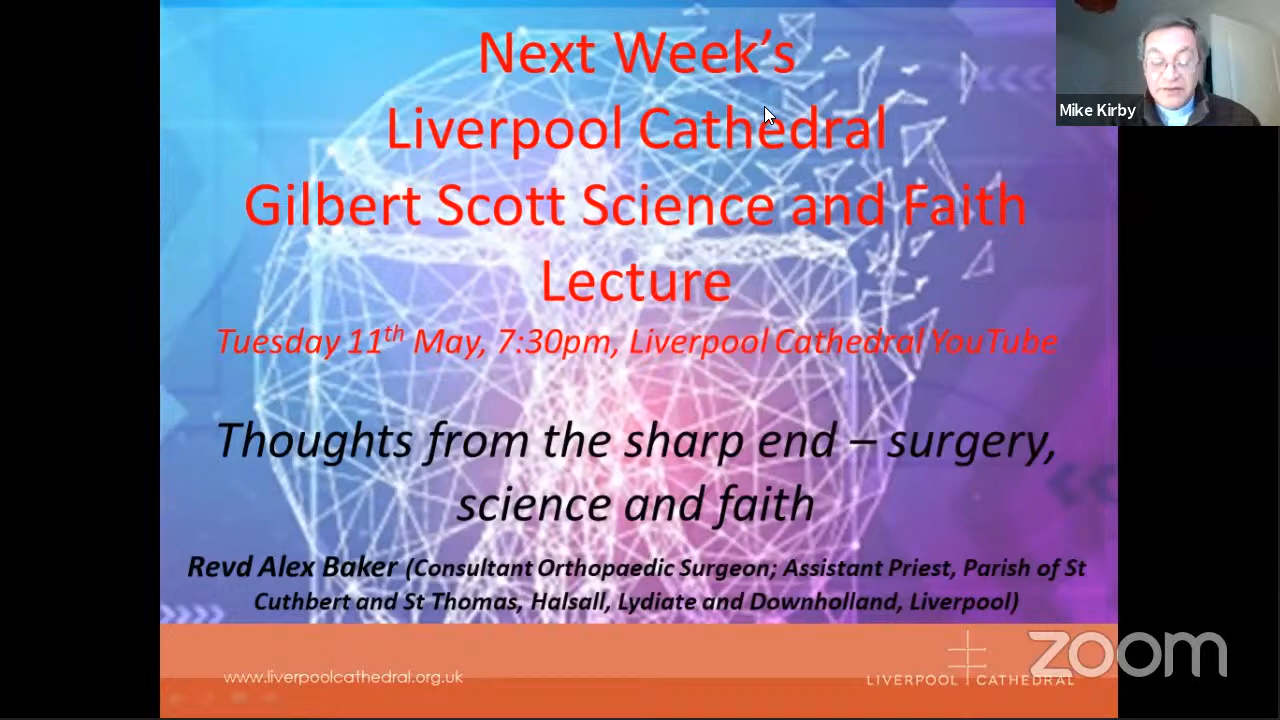 Next Week's
Liverpool Cathedral
Gilbert Scott Science and Faith
Lecture
Tuesday 11th May, 7:30pm, Liverpool Cathedral YouTube
Thoughts from the sharp end – surgery,
science and faith
Revd Alex Baker (Consultant Orthopaedic Surgeon; Assistant Priest, Parish of St
Cuthbert and St Thomas, Halsall, Lydiate and Downholland, Liverpool)
www.liverpoolcathedral.org.uk
LIVERPOOL CATHEDRAL
zoom
Mike Kirby